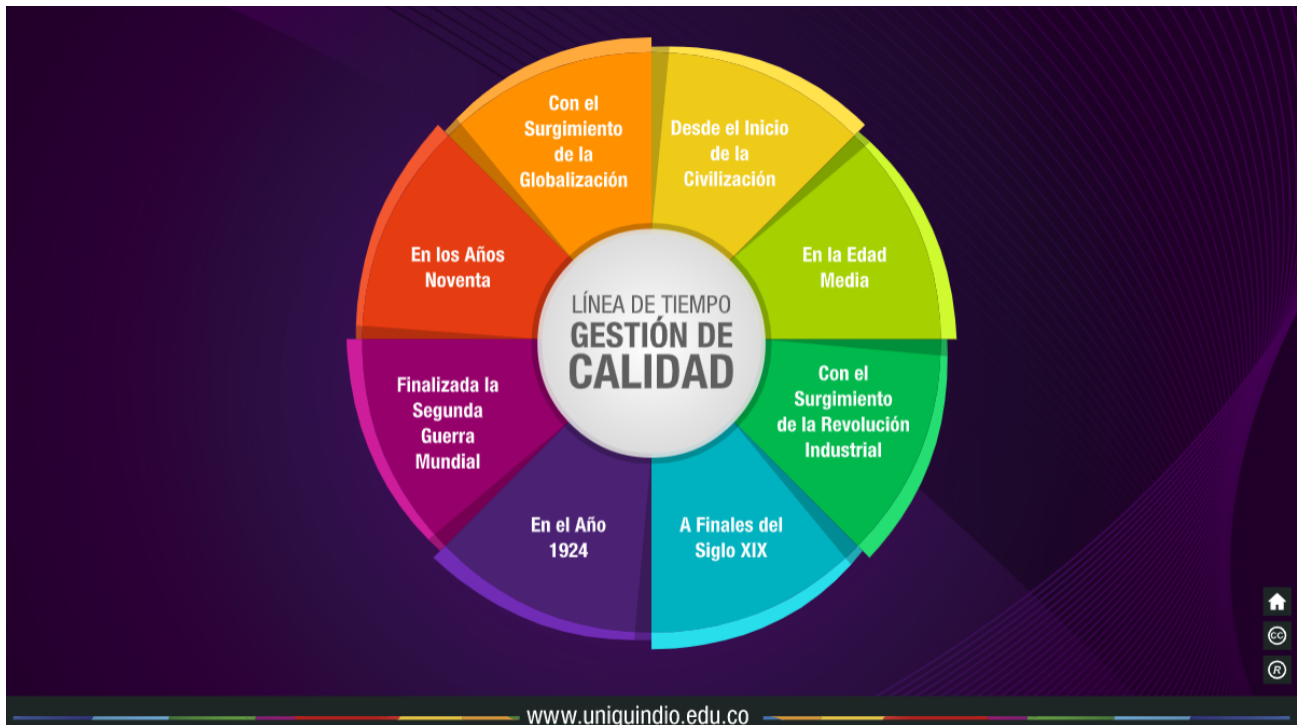 LÍNEA DE TIEMPO
GESTIÓN DE
CALIDAD
Desde el Inicio
de la
Civilización
En la Edad
Media
Con el
Surgimiento
de la Revolución
Industrial
A Finales del
Siglo XIX
En el Año
1924
Finalizada la
Segunda
Guerra
Mundial
En los Años
Noventa
Con el
Surgimiento
de la
Globalización
CC
R
www.uniquindio.edu.co